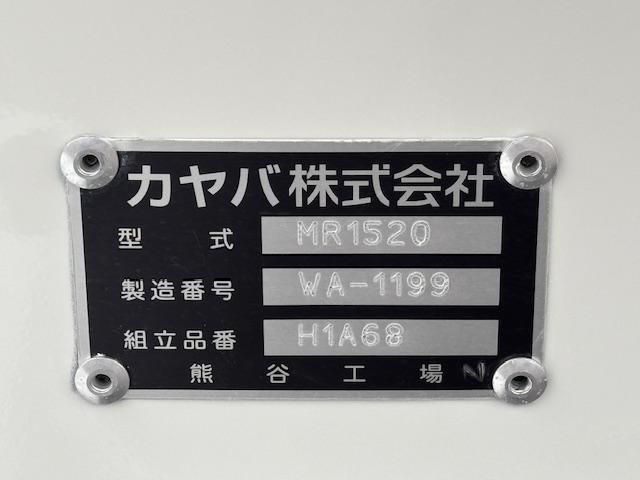 カヤバ株式会社
型式 MR1520
製造番号 WA-1199
組立品番 H1A68
熊谷工場 N